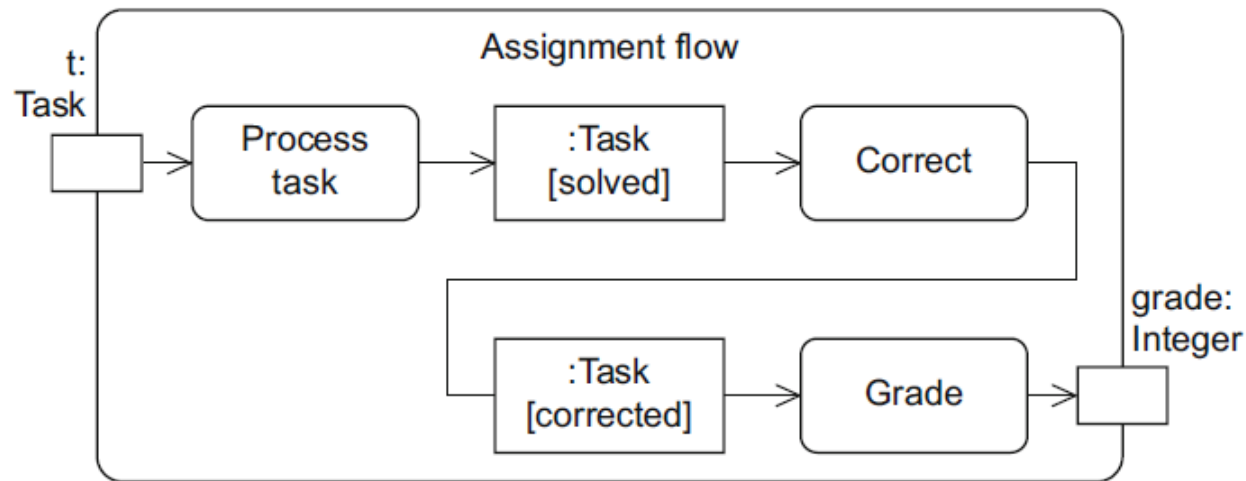 Assignment flow
t:
Task
Process
task
:Task
[solved]
Correct
grade:
Integer
:Task
[corrected]
Grade